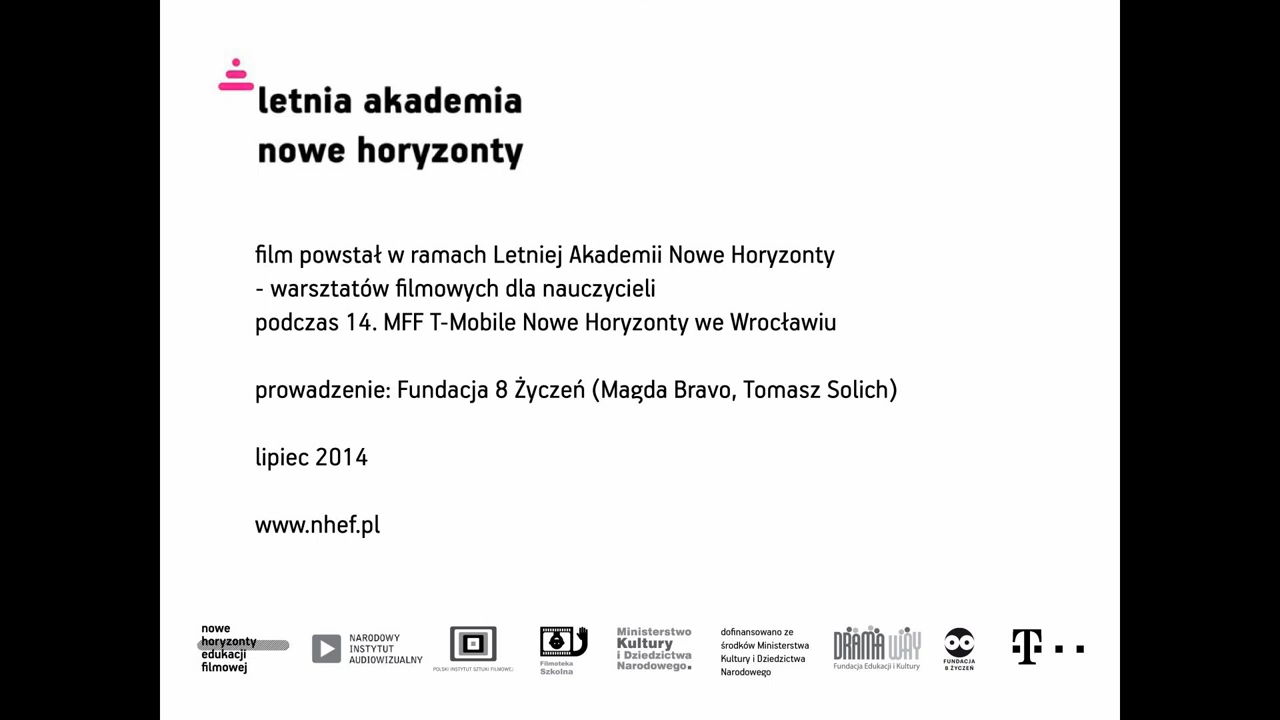 letnia akademia
nowe horyzonty
film powstał w ramach Letniej Akademii Nowe Horyzonty
- warsztatów filmowych dla nauczycieli
podczas 14. MFF T-Mobile Nowe Horyzonty we Wrocławiu
prowadzenie: Fundacja 8 Życzeń (Magda Bravo, Tomasz Solich)
lipiec 2014
www.nhef.pl
nowe
horyzonty
edukacji
filmowej
NARODOWY
INSTYTUT
AUDIOWIZUALNY
POLSKI INSTYTUT SZTUKI FILMOWEJ
Filmoteka
Szkolna
Ministerstwo
Kultury
i Dziedzictwa
Narodowego.
dofinansowano ze
środków Ministerstwa
Kultury i Dziedzictwa
Narodowego
DRAMA WAY
Fundacja Edukacji i Kultury
FUNDACJA
8 ŻYCZEŃ
T